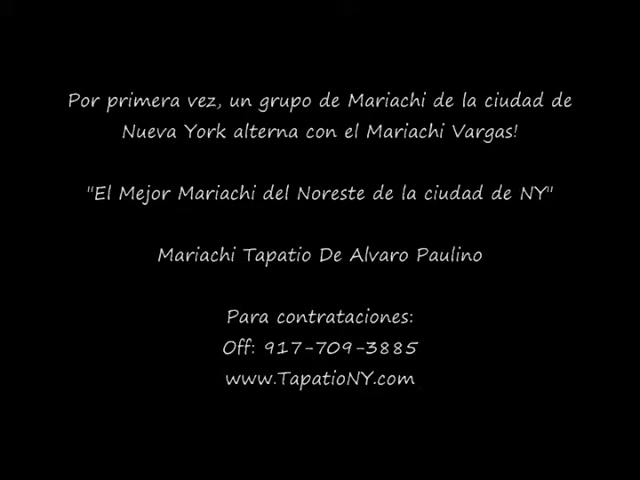 Por primera vez, un grupo de Mariachi de la ciudad de
Nueva York alterna con el Mariachi Vargas!
"El Mejor Mariachi del Noreste de la ciudad de NY"
Mariachi Tapatio De Alvaro Paulino
Para contrataciones:
Off: 917-709-3885
www.TapatioNY.com